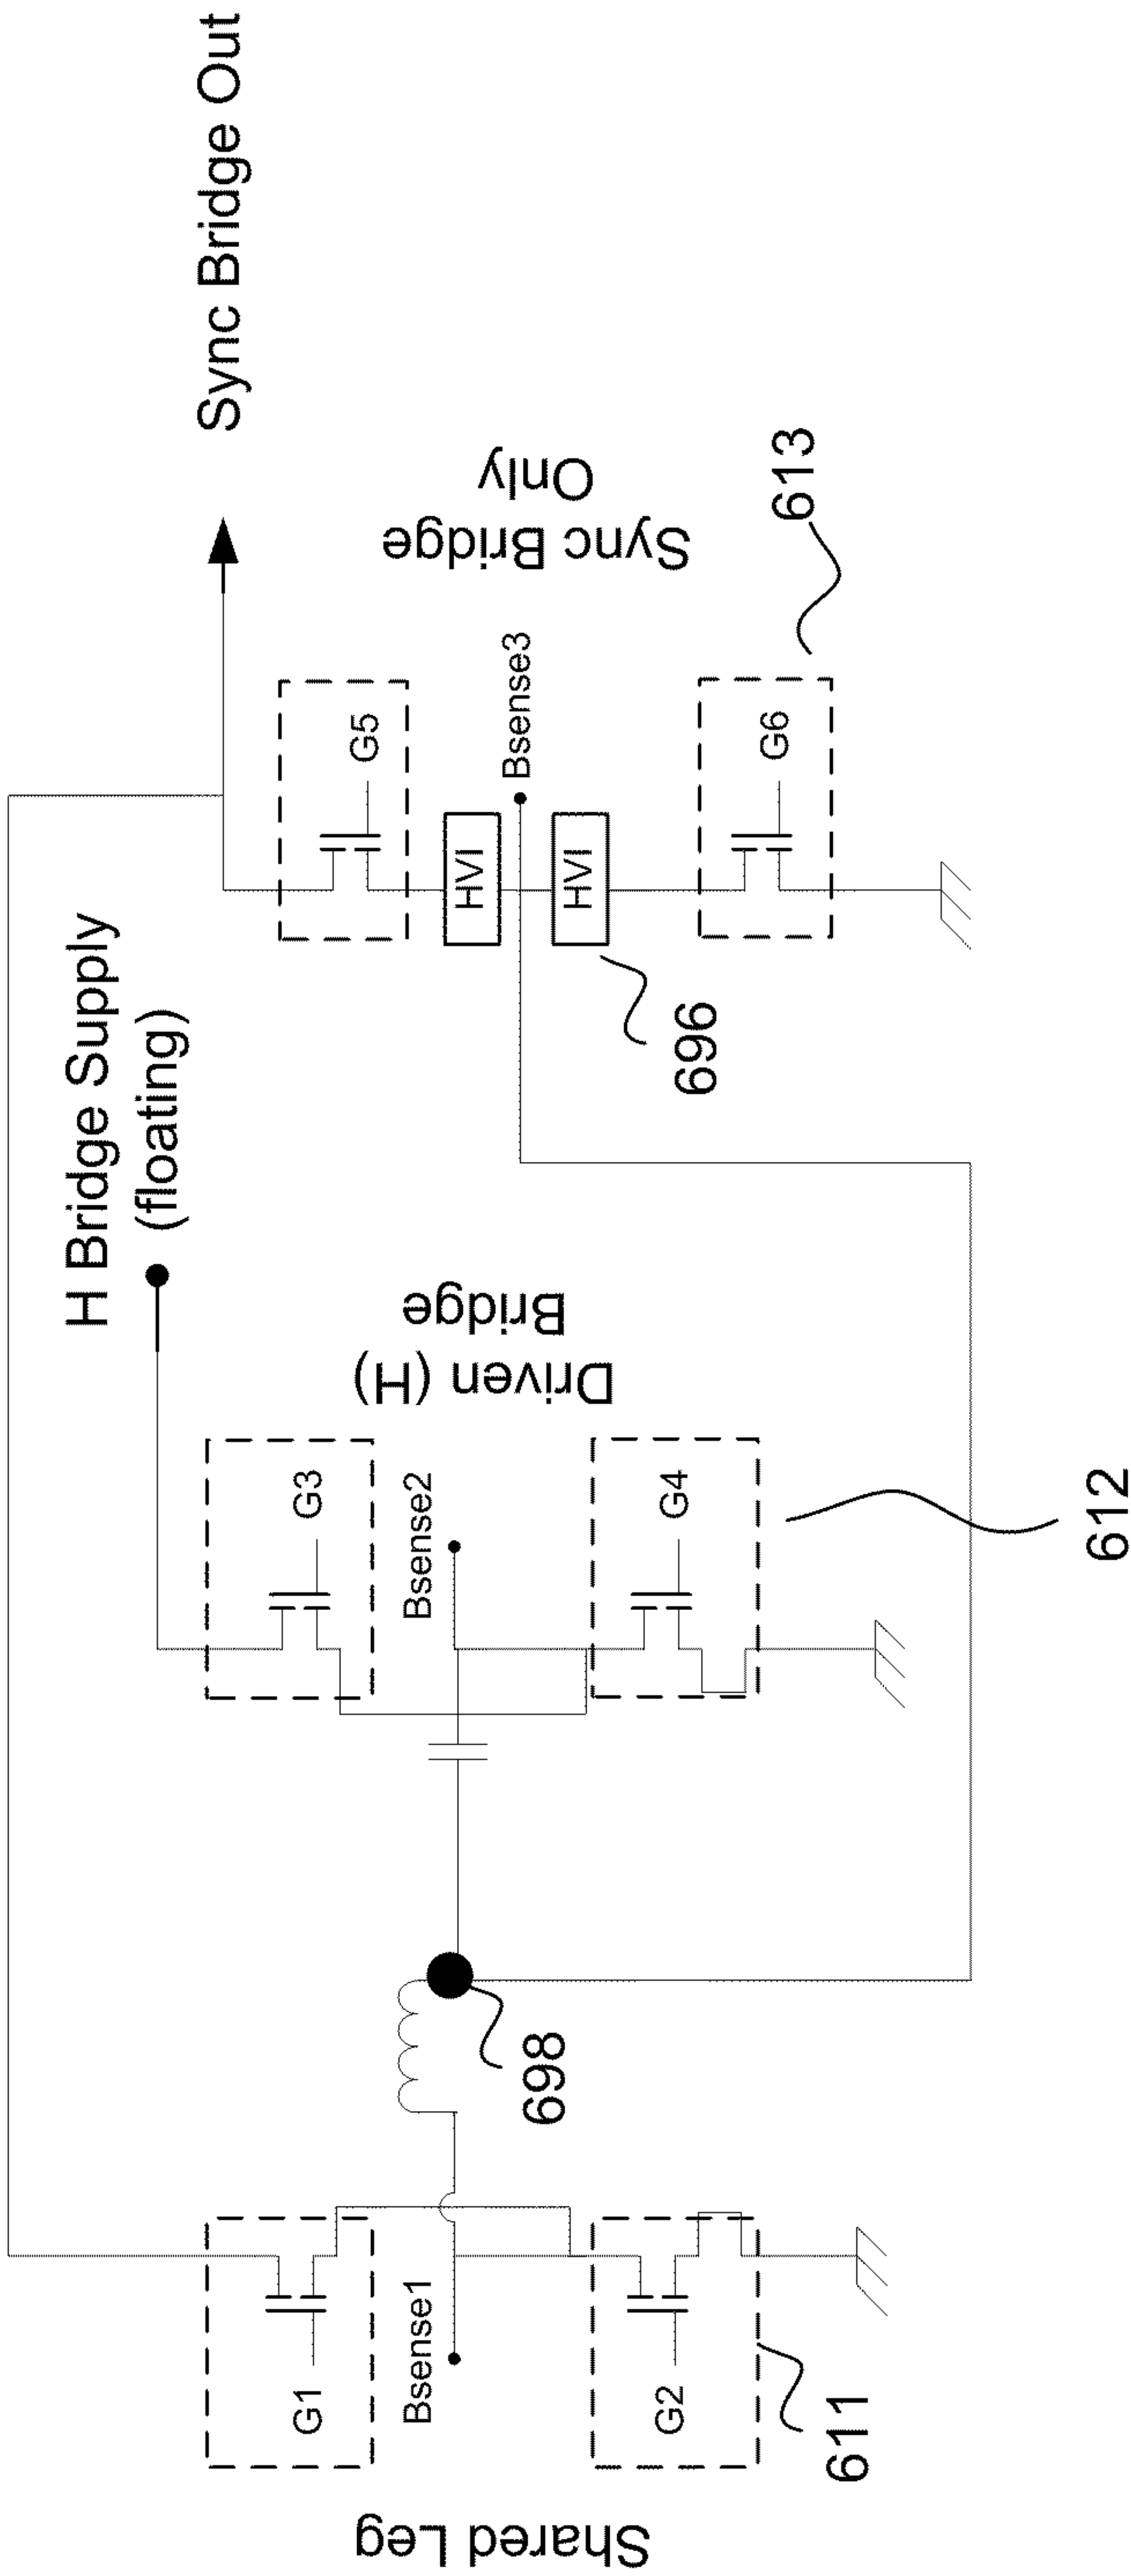 Sync Bridge Out
H Bridge Supply
(floating)
Shared Leg
Driven (H)
Bridge
Sync Bridge
Only
G1
G3
G5
Bsense1
Bsense2
Bsense3
HVI
HVI
G2
G4
G6
698
696
611
612
613